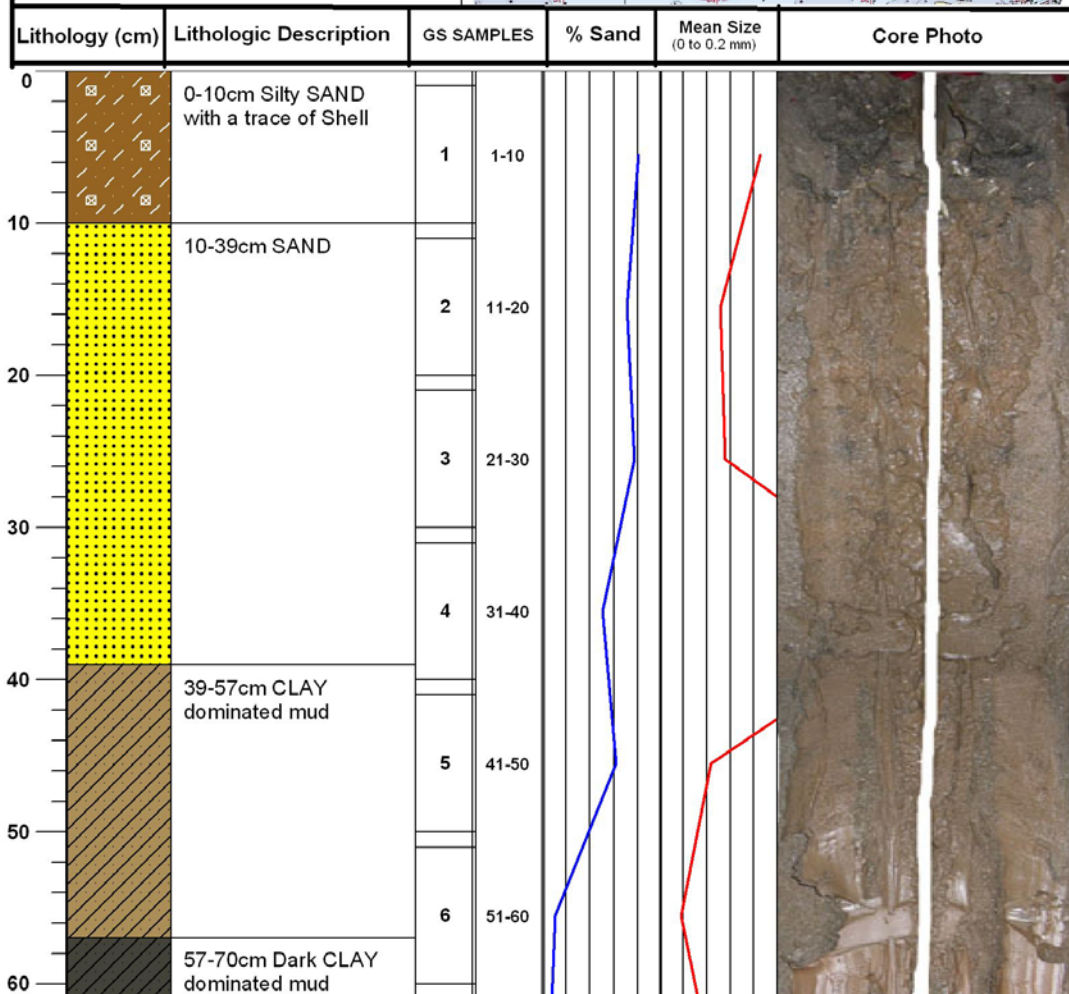 Lithology (cm)
Lithologic Description
GS SAMPLES
% Sand
Mean Size
(0 to 0.2 mm)
Core Photo
0
0-10cm Silty SAND
with a trace of Shell
1
1-10
10
10-39cm SAND
2
11-20
20
3
21-30
30
4
31-40
40
39-57cm CLAY
dominated mud
5
41-50
50
6
51-60
57-70cm Dark CLAY
dominated mud
60